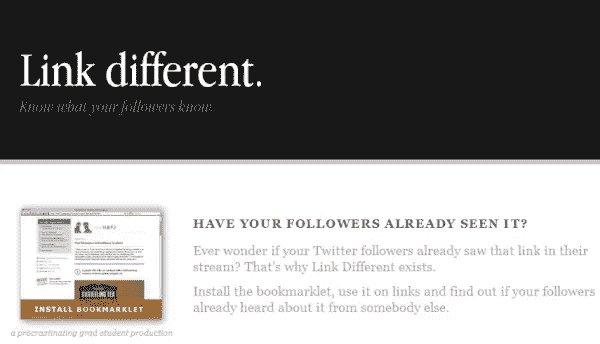 Link different.
Know what your followers know.
HAVE YOUR FOLLOWERS ALREADY SEEN IT?
Ever wonder if your Twitter followers already saw that link in their
stream? That's why Link Different exists.
Install the bookmarklet, use it on links and find out if your followers
already heard about it from somebody else.
INSTALL BOOKMARKLET
a procrastinating grad student production